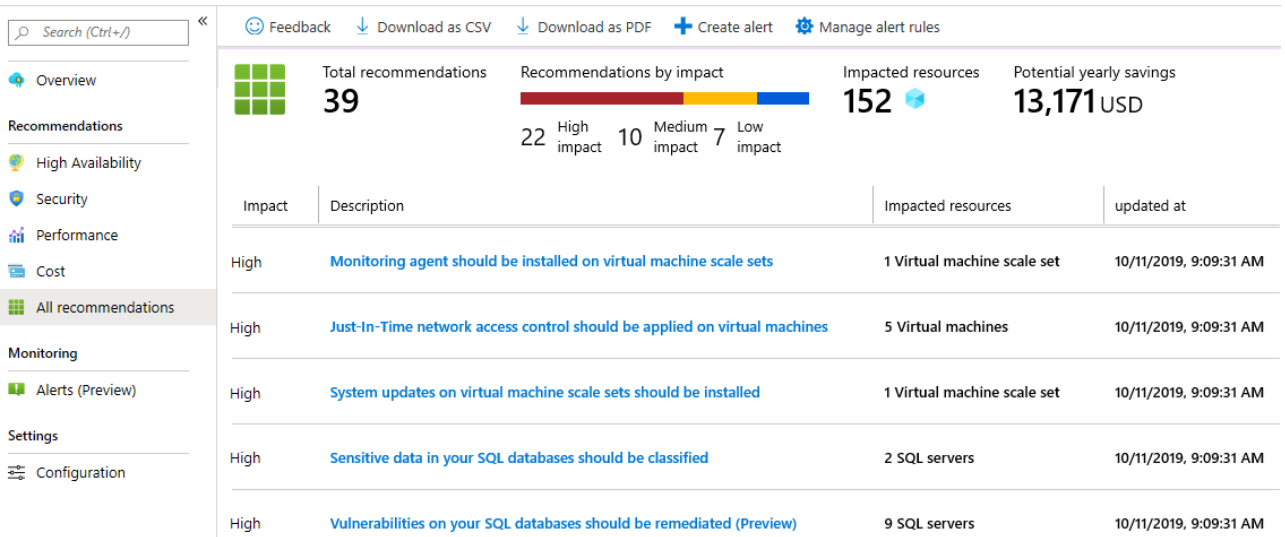 Search (Ctrl+/)
«
Overview
Recommendations
High Availability
Security
Performance
Cost
All recommendations
Monitoring
Alerts (Preview)
Settings
Configuration
Feedback Download as CSV Download as PDF Create alert Manage alert rules
Total recommendations
39
Recommendations by impact
22 High impact 10 Medium impact 7 Low impact
Impacted resources
152
Potential yearly savings
13,171 USD
Impact Description Impacted resources updated at
High Monitoring agent should be installed on virtual machine scale sets 1 Virtual machine scale set 10/11/2019, 9:09:31 AM
High Just-In-Time network access control should be applied on virtual machines 5 Virtual machines 10/11/2019, 9:09:31 AM
High System updates on virtual machine scale sets should be installed 1 Virtual machine scale set 10/11/2019, 9:09:31 AM
High Sensitive data in your SQL databases should be classified 2 SQL servers 10/11/2019, 9:09:31 AM
High Vulnerabilities on your SQL databases should be remediated (Preview) 9 SQL servers 10/11/2019, 9:09:31 AM